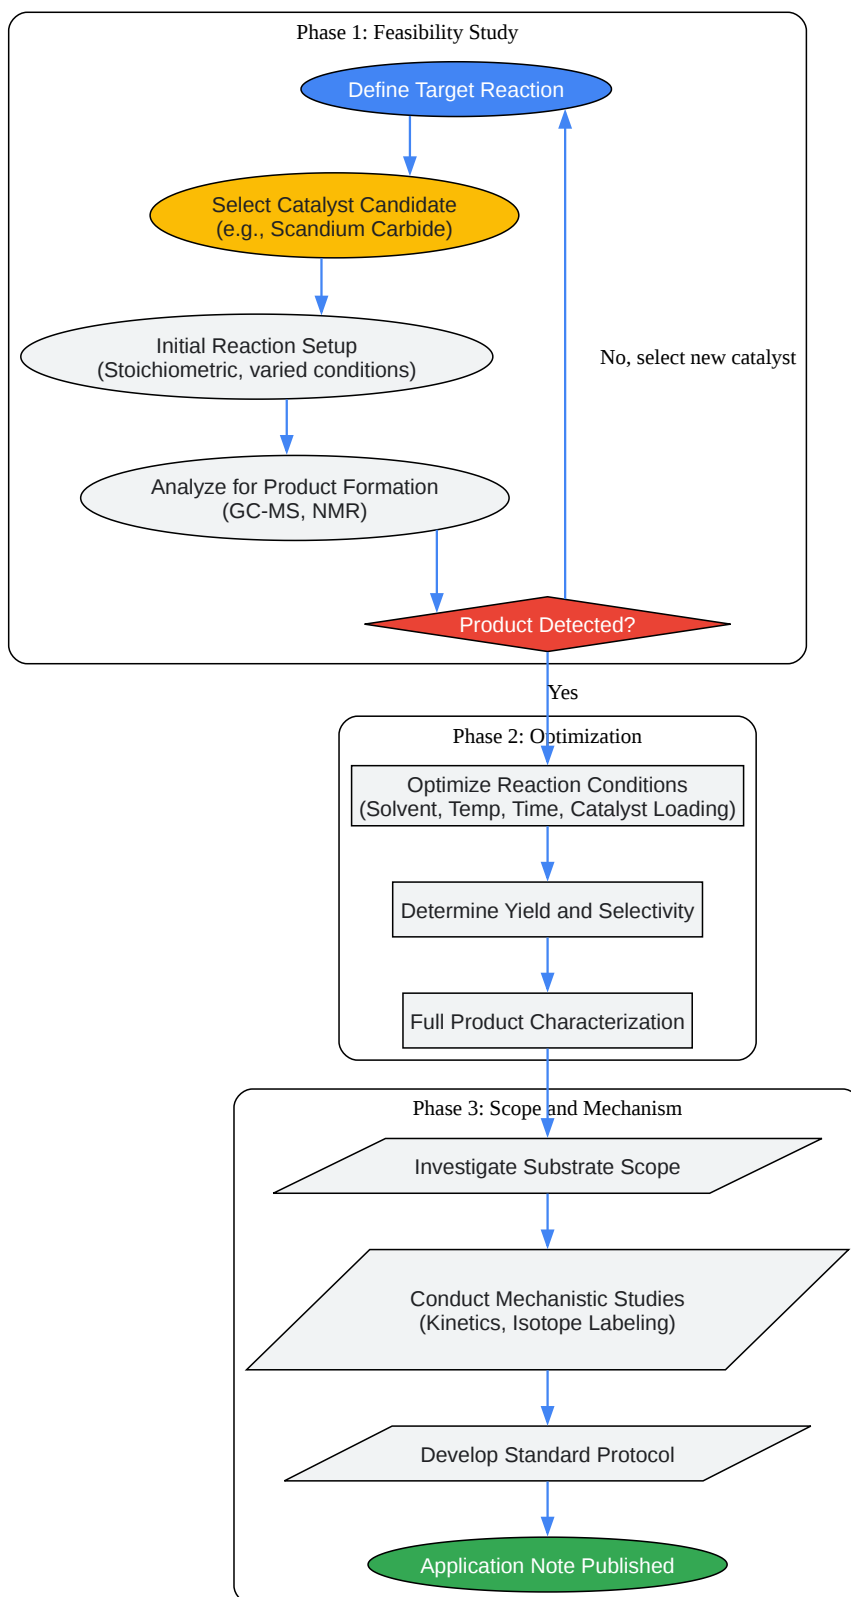 Phase 1: Feasibility Study
Define Target Reaction
Select Catalyst Candidate
(e.g., Scandium Carbide)
Initial Reaction Setup
(Stoichiometric, varied conditions)
No, select new catalyst
Analyze for Product Formation
(GC-MS, NMR)
Product Detected?
Yes
Phase 2: Optimization
Optimize Reaction Conditions
(Solvent, Temp, Time, Catalyst Loading)
Determine Yield and Selectivity
Full Product Characterization
Phase 3: Scope and Mechanism
Investigate Substrate Scope
Conduct Mechanistic Studies
(Kinetics, Isotope Labeling)
Develop Standard Protocol
Application Note Published